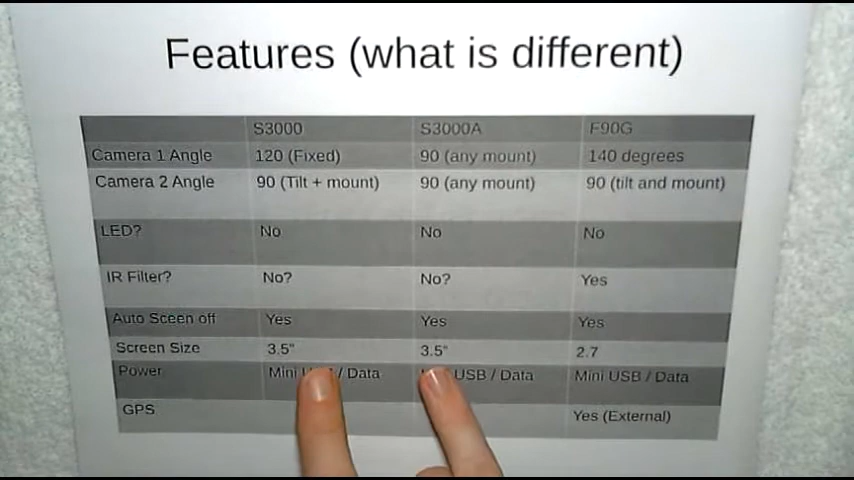 Features (what is different)
S3000 S3000A F90G
Camera 1 Angle 120 (Fixed) 90 (any mount) 140 degrees
Camera 2 Angle 90 (Tilt + mount) 90 (any mount) 90 (tilt and mount)
LED? No No No
IR Filter? No? No? Yes
Auto Sceen off Yes Yes Yes
Screen Size 3.5" 3.5" 2.7
Power Mini / Data USB / Data Mini USB / Data
GPS Yes (External)